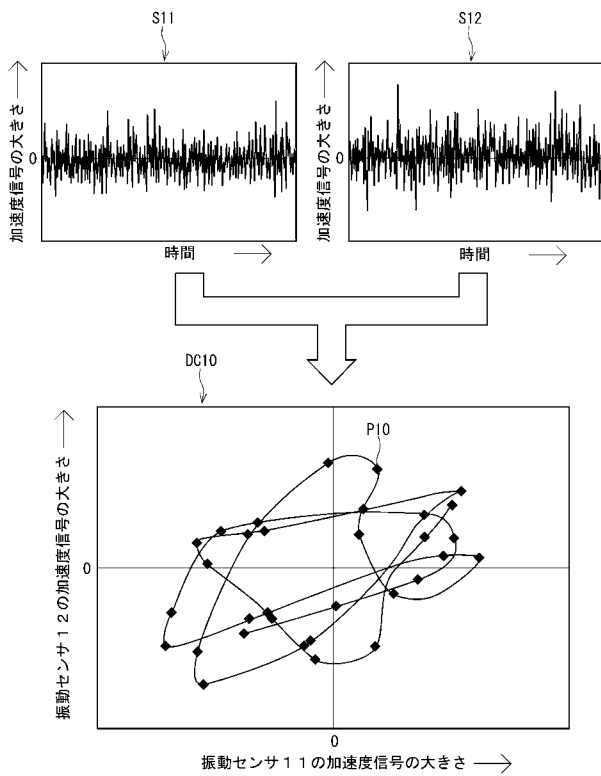 S11
S12
加速度信号の大きさ
0
時間
加速度信号の大きさ
0
時間
DC10
P10
振動センサ12の加速度信号の大きさ
0
0
振動センサ11の加速度信号の大きさ